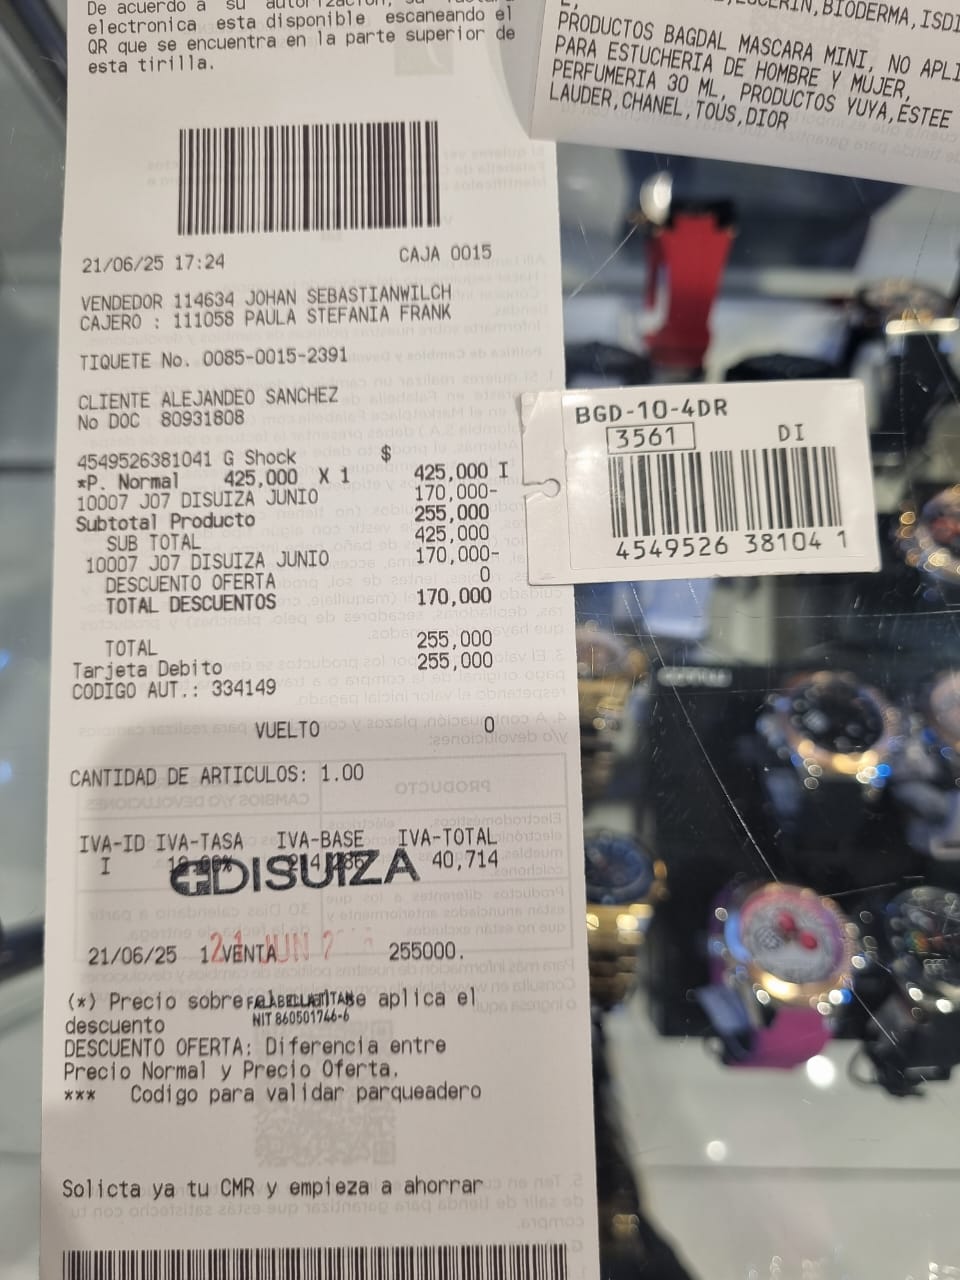 De acuerdo a su autorización, su factura
electronica esta disponible escaneando el
QR que se encuentra en la parte superior de
esta tirilla.
21/06/25 17:24 CAJA 0015
VENDEDOR 114634 JOHAN SEBASTIANWILCH
CAJERO : 111058 PAULA STEFANIA FRANK
TIQUETE No. 0085-0015-2391
CLIENTE ALEJANDEO SANCHEZ
No DOC 80931808
4549526381041 G Shock $
*P. Normal 425,000 X 1 425,000 I
10007 J07 DISUIZA JUNIO 170,000-
Subtotal Producto 255,000
SUB TOTAL 425,000
10007 J07 DISUIZA JUNIO 170,000-
DESCUENTO OFERTA 0
TOTAL DESCUENTOS 170,000
TOTAL 255,000
Tarjeta Debito 255,000
CODIGO AUT.: 334149
VUELTO 0
CANTIDAD DE ARTICULOS: 1.00
IVA-ID IVA-TASA IVA-BASE IVA-TOTAL
I 40,714
DISUIZA
21/06/25 1 VENTA 255000.
21 JUN
(*) Precio sobre aplica el
descuento
NIT 860501746-6
DESCUENTO OFERTA: Diferencia entre
Precio Normal y Precio Oferta.
*** Codigo para validar parqueadero
Solicta ya tu CMR y empieza a ahorrar
BIODERMA, ISDI
PRODUCTOS BAGDAL MASCARA MINI, NO APLI
PARA ESTUCHERIA DE HOMBRE Y MUJER,
PERFUMERIA 30 ML, PRODUCTOS YUYA, ESTEE
LAUDER, CHANEL, TOUS, DIOR
BGD-10-4DR
3561 DI
4549526 38104 1